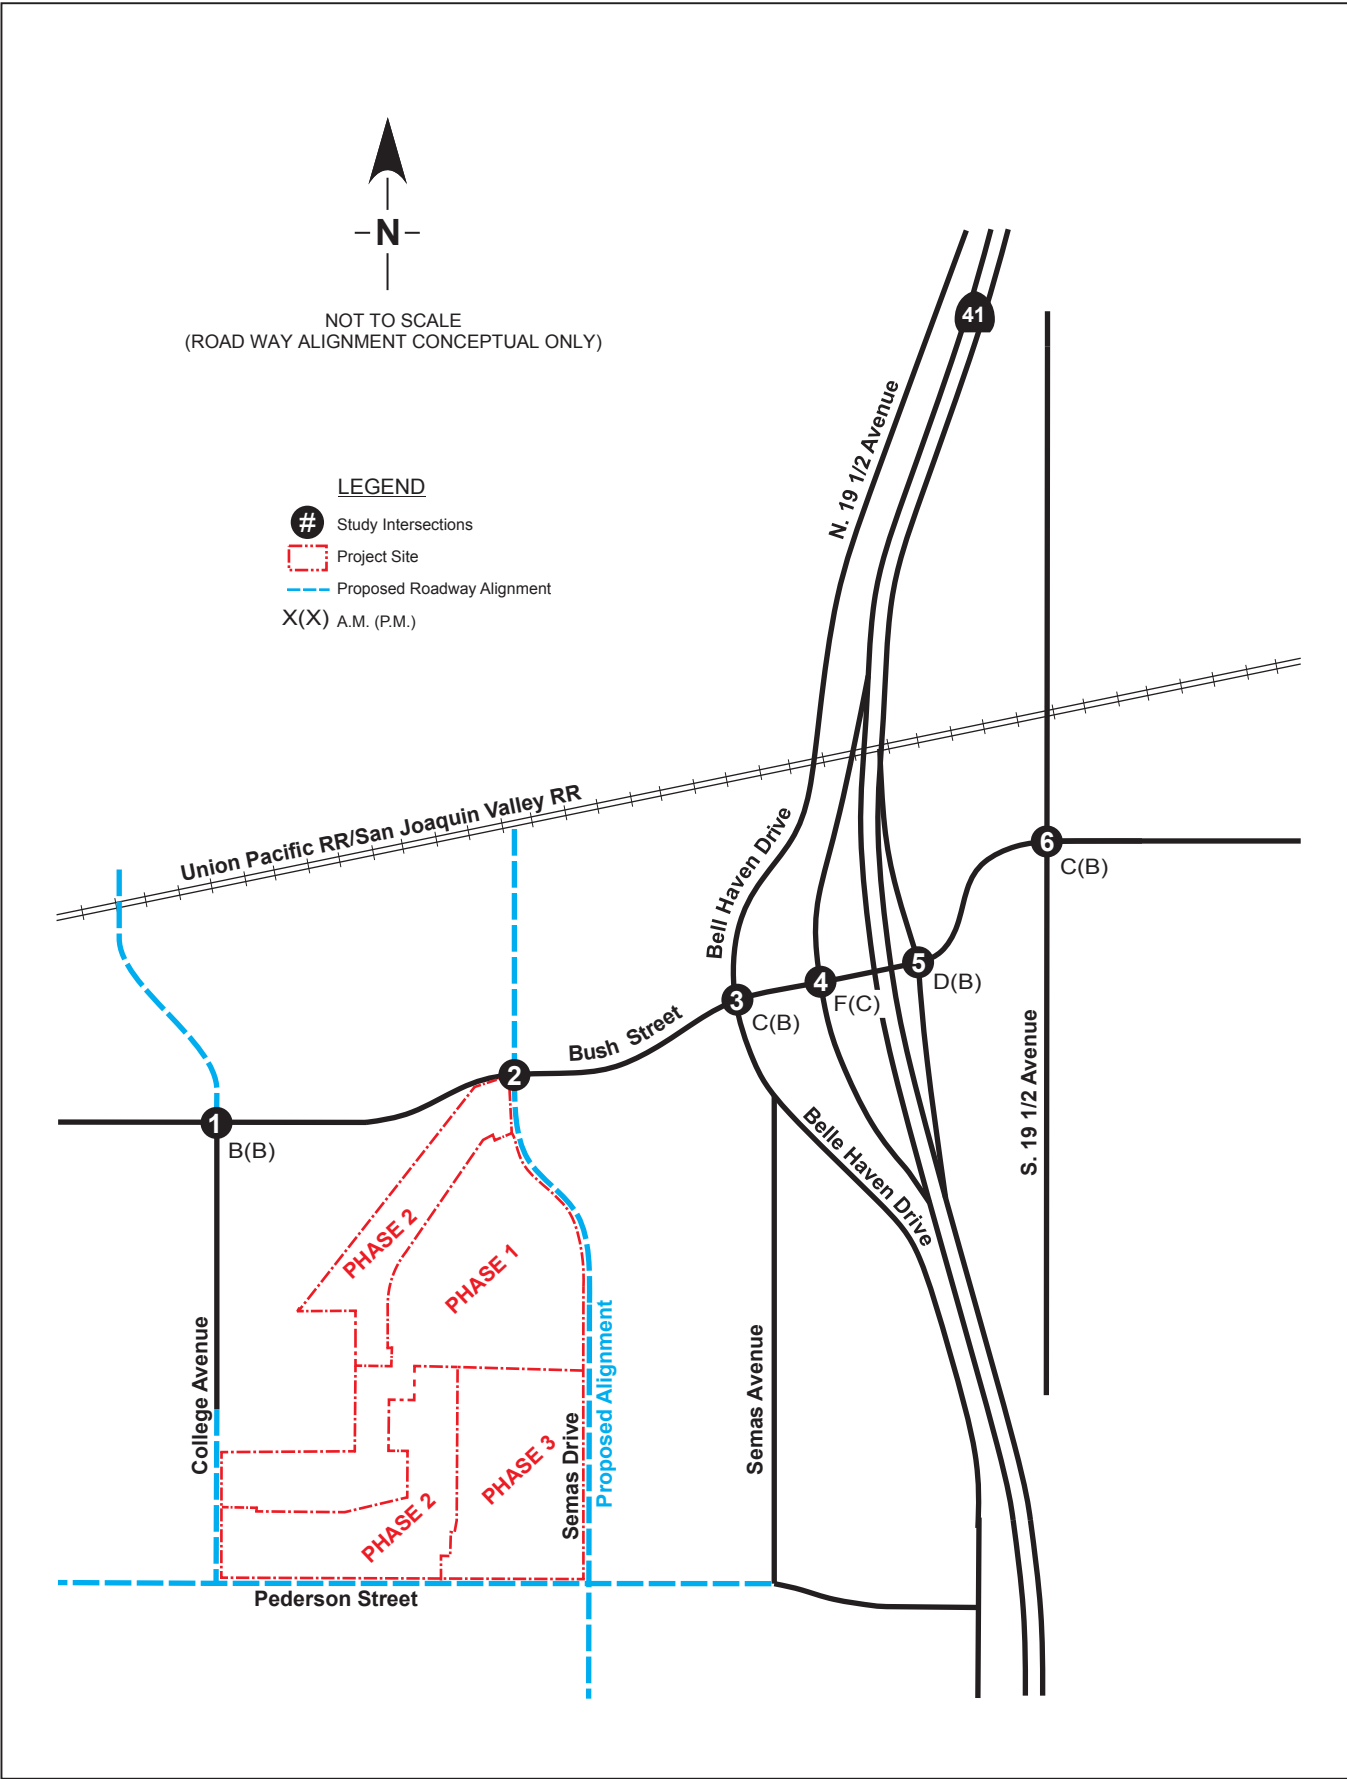 N
NOT TO SCALE
(ROAD WAY ALIGNMENT CONCEPTUAL ONLY)
41
N. 19 1/2 Avenue
LEGEND
# Study Intersections
Project Site
Proposed Roadway Alignment
X(X) A.M. (P.M.)
Union Pacific RR/San Joaquin Valley RR
Bell Haven Drive
6
C(B)
5
D(B)
4
F(C)
3
C(B)
Bush Street
2
1
B(B)
S. 19 1/2 Avenue
Belle Haven Drive
PHASE 2
PHASE 1
College Avenue
Semas Avenue
Proposed Alignment
Semas Drive
PHASE 3
PHASE 2
Pederson Street